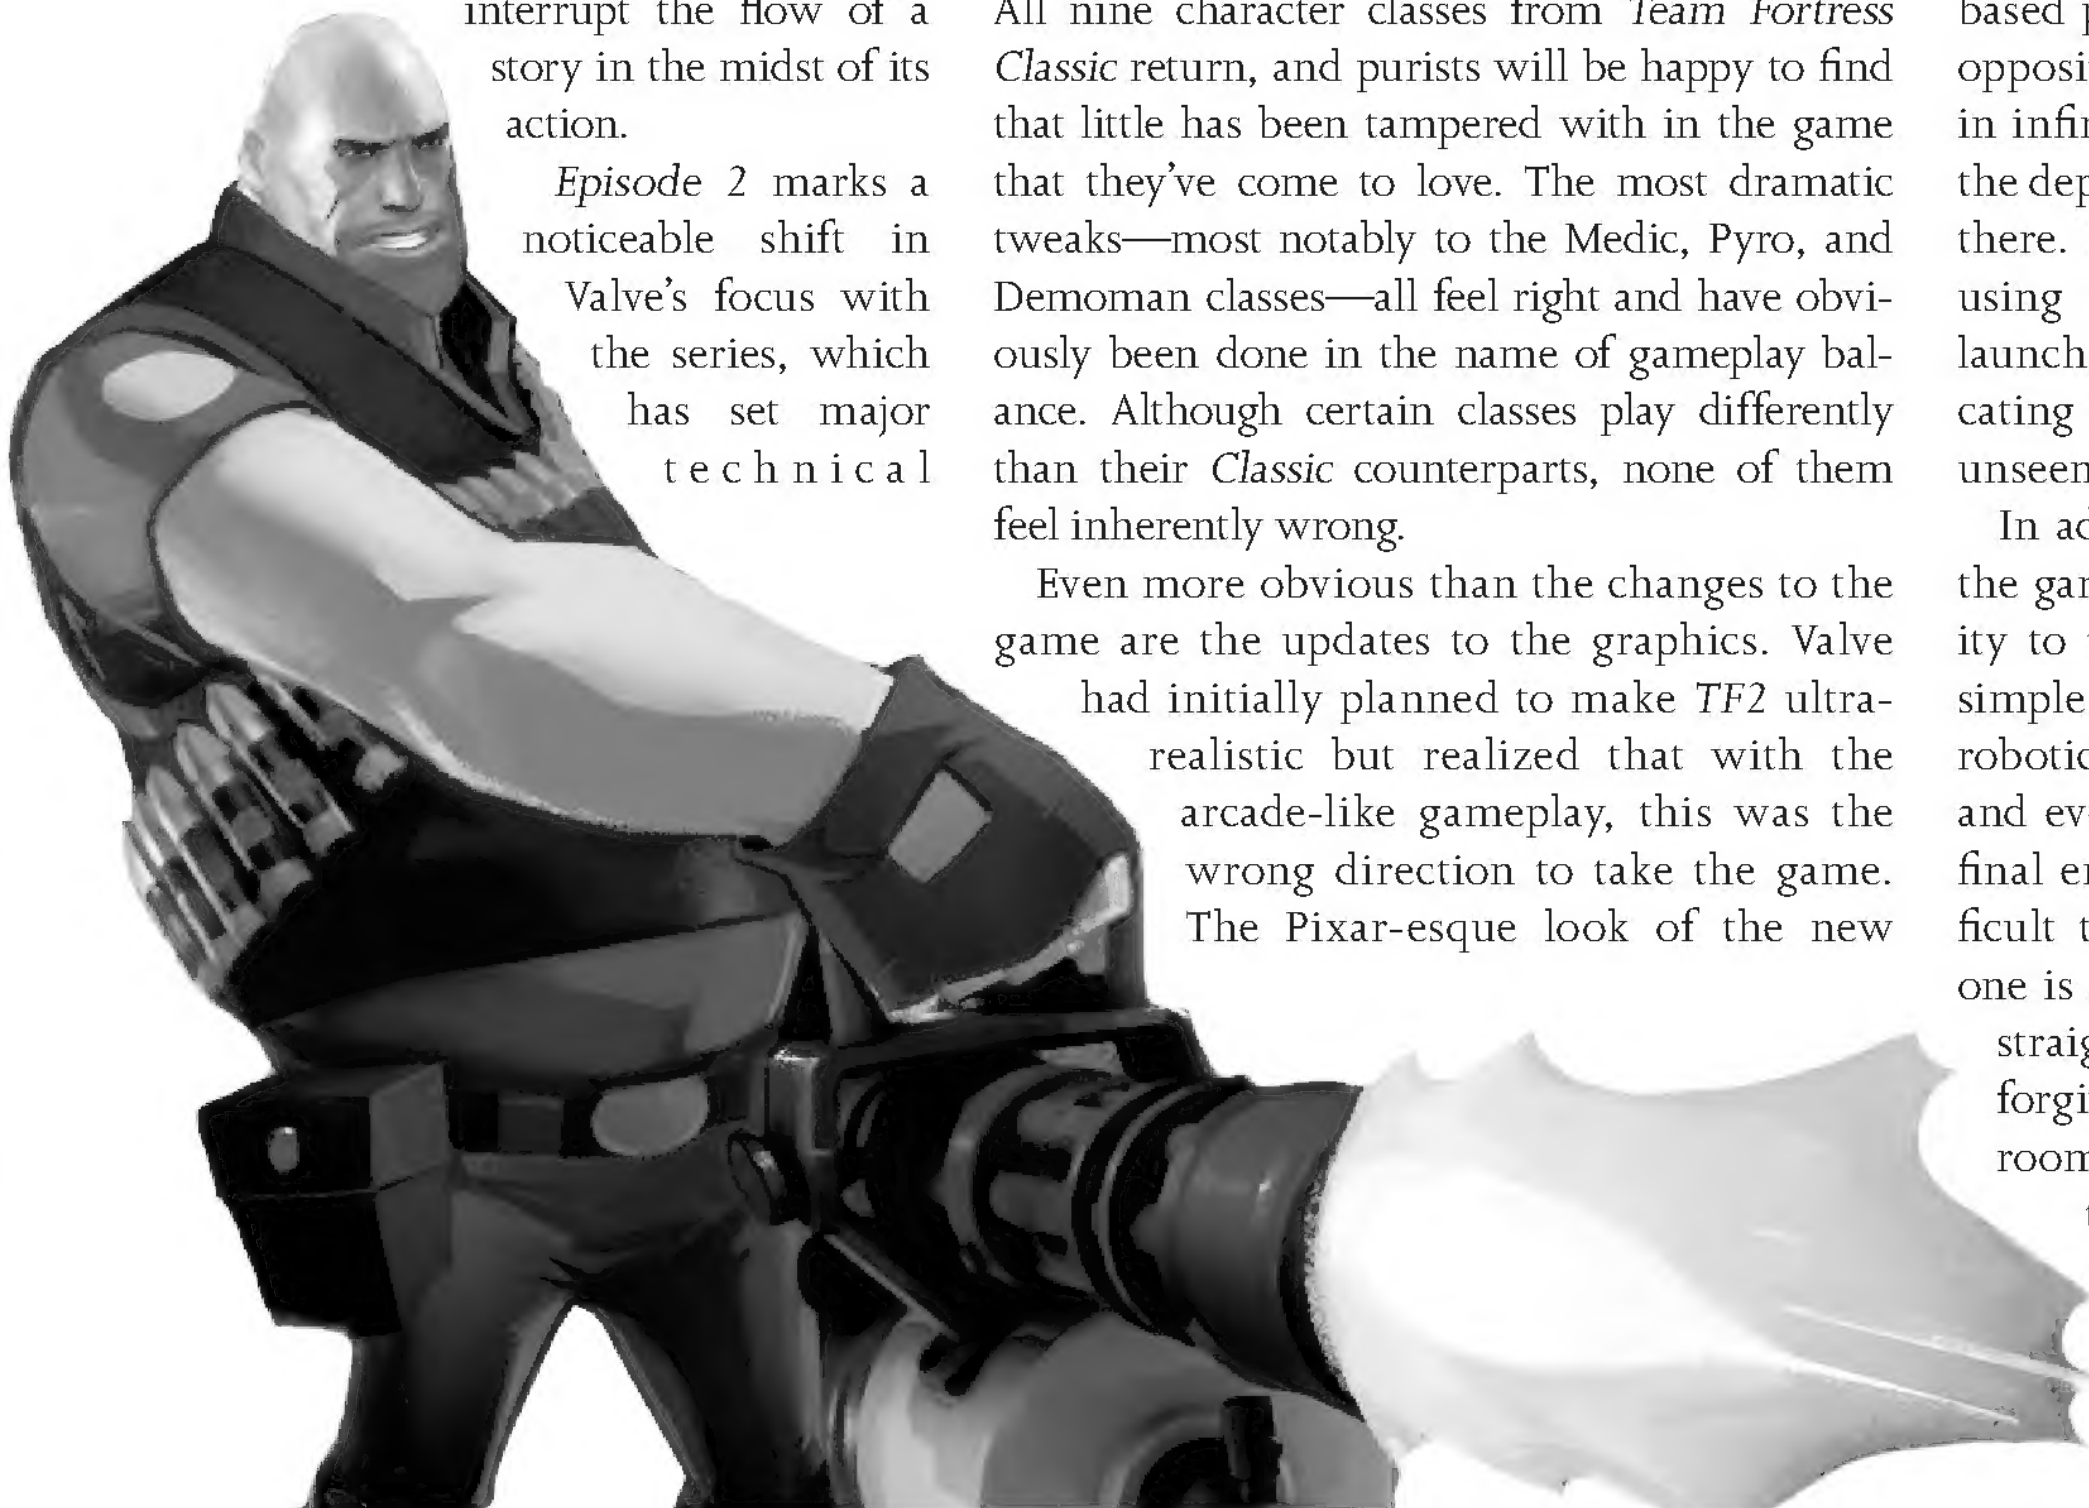 interrupt the flow of a
story in the midst of its
action.
Episode 2 marks a
noticeable shift in
Valve's focus with
the series, which
has set major
technical
All nine character classes from Team Fortress
Classic return, and purists will be happy to find
that little has been tampered with in the game
that they've come to love. The most dramatic
tweaks—most notably to the Medic, Pyro, and
Demoman classes—all feel right and have obvi-
ously been done in the name of gameplay bal-
ance. Although certain classes play differently
than their Classic counterparts, none of them
feel inherently wrong.
Even more obvious than the changes to the
game are the updates to the graphics. Valve
had initially planned to make TF2 ultra-
realistic but realized that with the
arcade-like gameplay, this was the
wrong direction to take the game.
The Pixar-esque look of the new
based
opposi
in infi
the dep
there.
using
launch
cating
unseen
In ad
the gam
ity to
simple
robotic
and ev
final en
ficult t
one is
straig
forgi
room